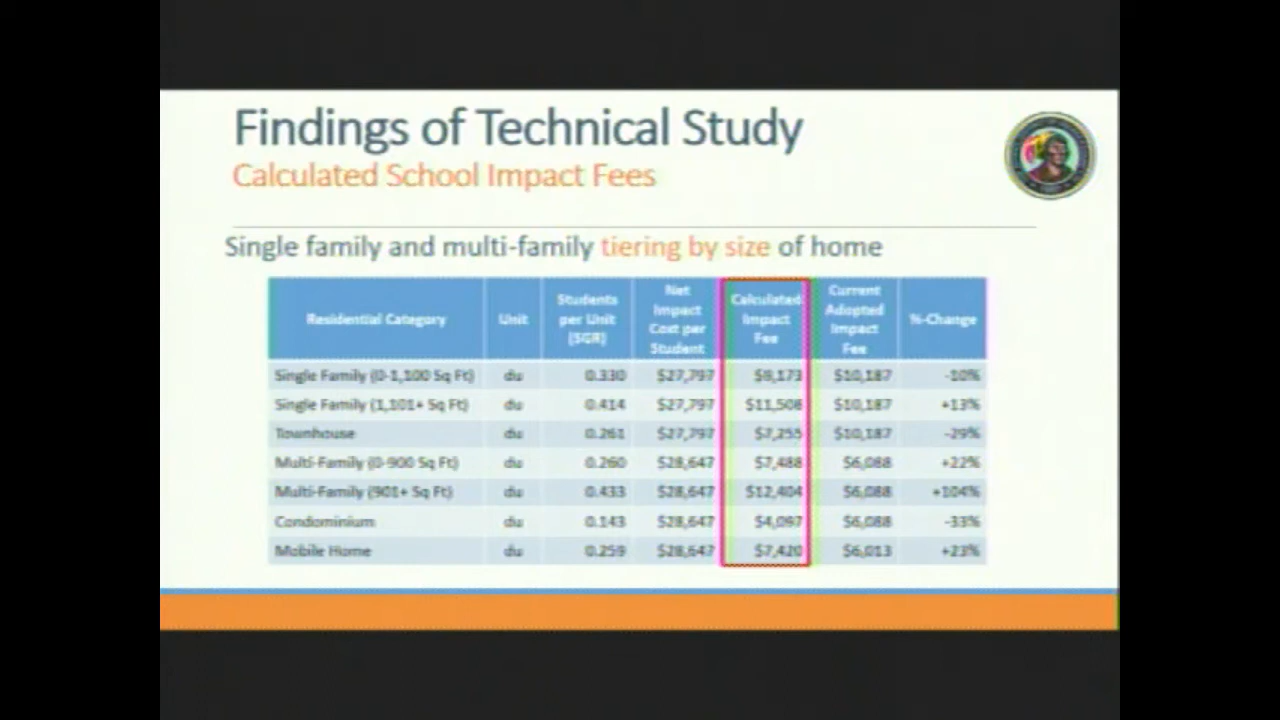 Findings of Technical Study
Calculated School Impact Fees
Single family and multi-family tiering by size of home
Residential Category
Unit
Students
per Unit
(SGR)
Net
Impact
Cost per
Student
Calculated
Impact
Fee
Current
Adopted
Impact
Fee
%-Change
Single Family (0-1,100 Sq Ft) du 0.330 $27,797 $9,173 $10,187 -10%
Single Family (1,101+ Sq Ft) du 0.414 $27,797 $11,508 $10,187 +13%
Townhouse du 0.261 $27,797 $7,255 $10,187 -29%
Multi-Family (0-900 Sq Ft) du 0.260 $28,647 $7,448 $6,088 +22%
Multi-Family (901+ Sq Ft) du 0.433 $28,647 $12,404 $6,088 +104%
Condominium du 0.143 $28,647 $4,097 $6,088 -33%
Mobile Home du 0.259 $28,647 $7,420 $6,013 +23%